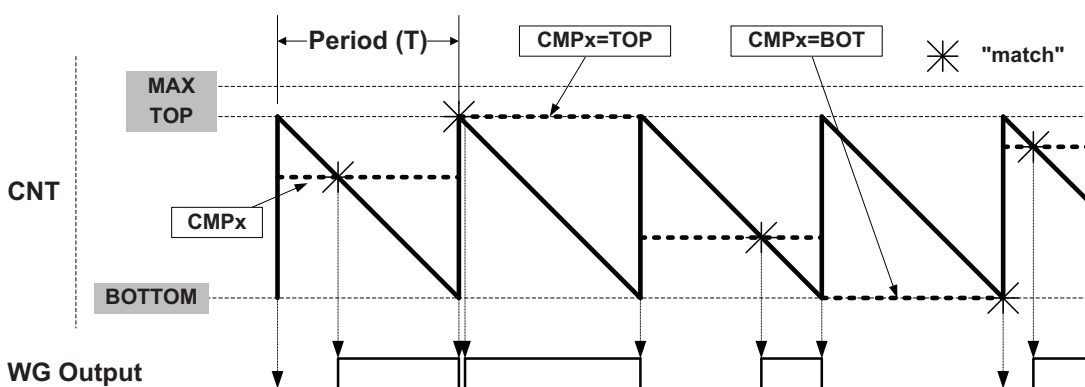 Period (T)
CMPx=TOP
CMPx=BOT
"match"
MAX
TOP
CNT
CMPx
BOTTOM
WG Output